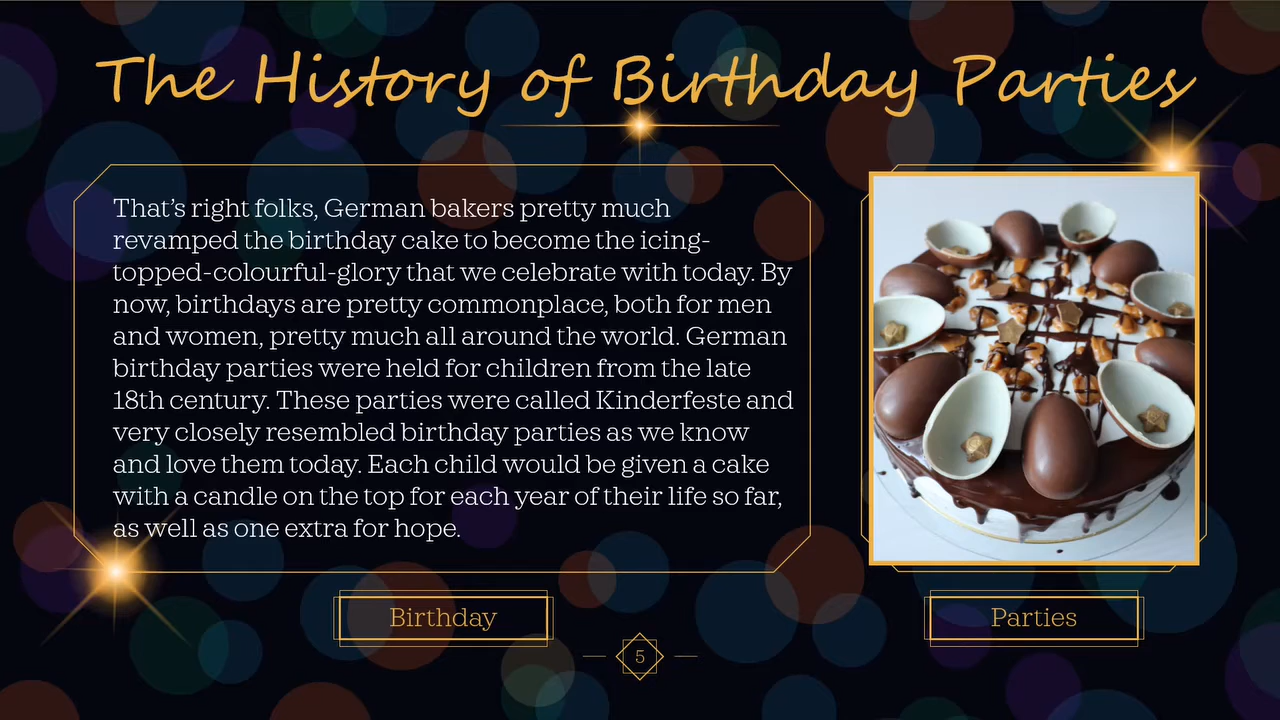 The History of Birthday Parties
That’s right folks, German bakers pretty much
revamped the birthday cake to become the icing-
topped-colourful-glory that we celebrate with today. By
now, birthdays are pretty commonplace, both for men
and women, pretty much all around the world. German
birthday parties were held for children from the late
18th century. These parties were called Kinderfeste and
very closely resembled birthday parties as we know
and love them today. Each child would be given a cake
with a candle on the top for each year of their life so far,
as well as one extra for hope.
Birthday
Parties
5